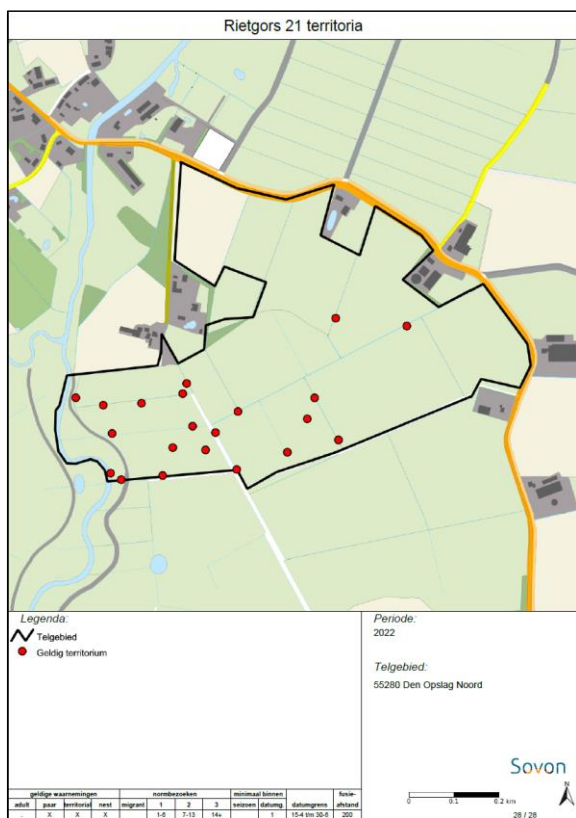 Rietgors 21 territoria
Legenda:
Telgebied
Geldig territorium
Periode:
2022
Telgebied:
55280 Den Opslag Noord
Sovon
0 0.1 0.2 km
N
28 / 28
geldige waarnemingen normbezoeken minimaal binnen fusie-
adult paar territoriaal nest migrant 1 2 3 seizoen datumg. datumgrens afstand
. X X X 1-6 7-13 14+ 1 15-4 t/m 30-6 200